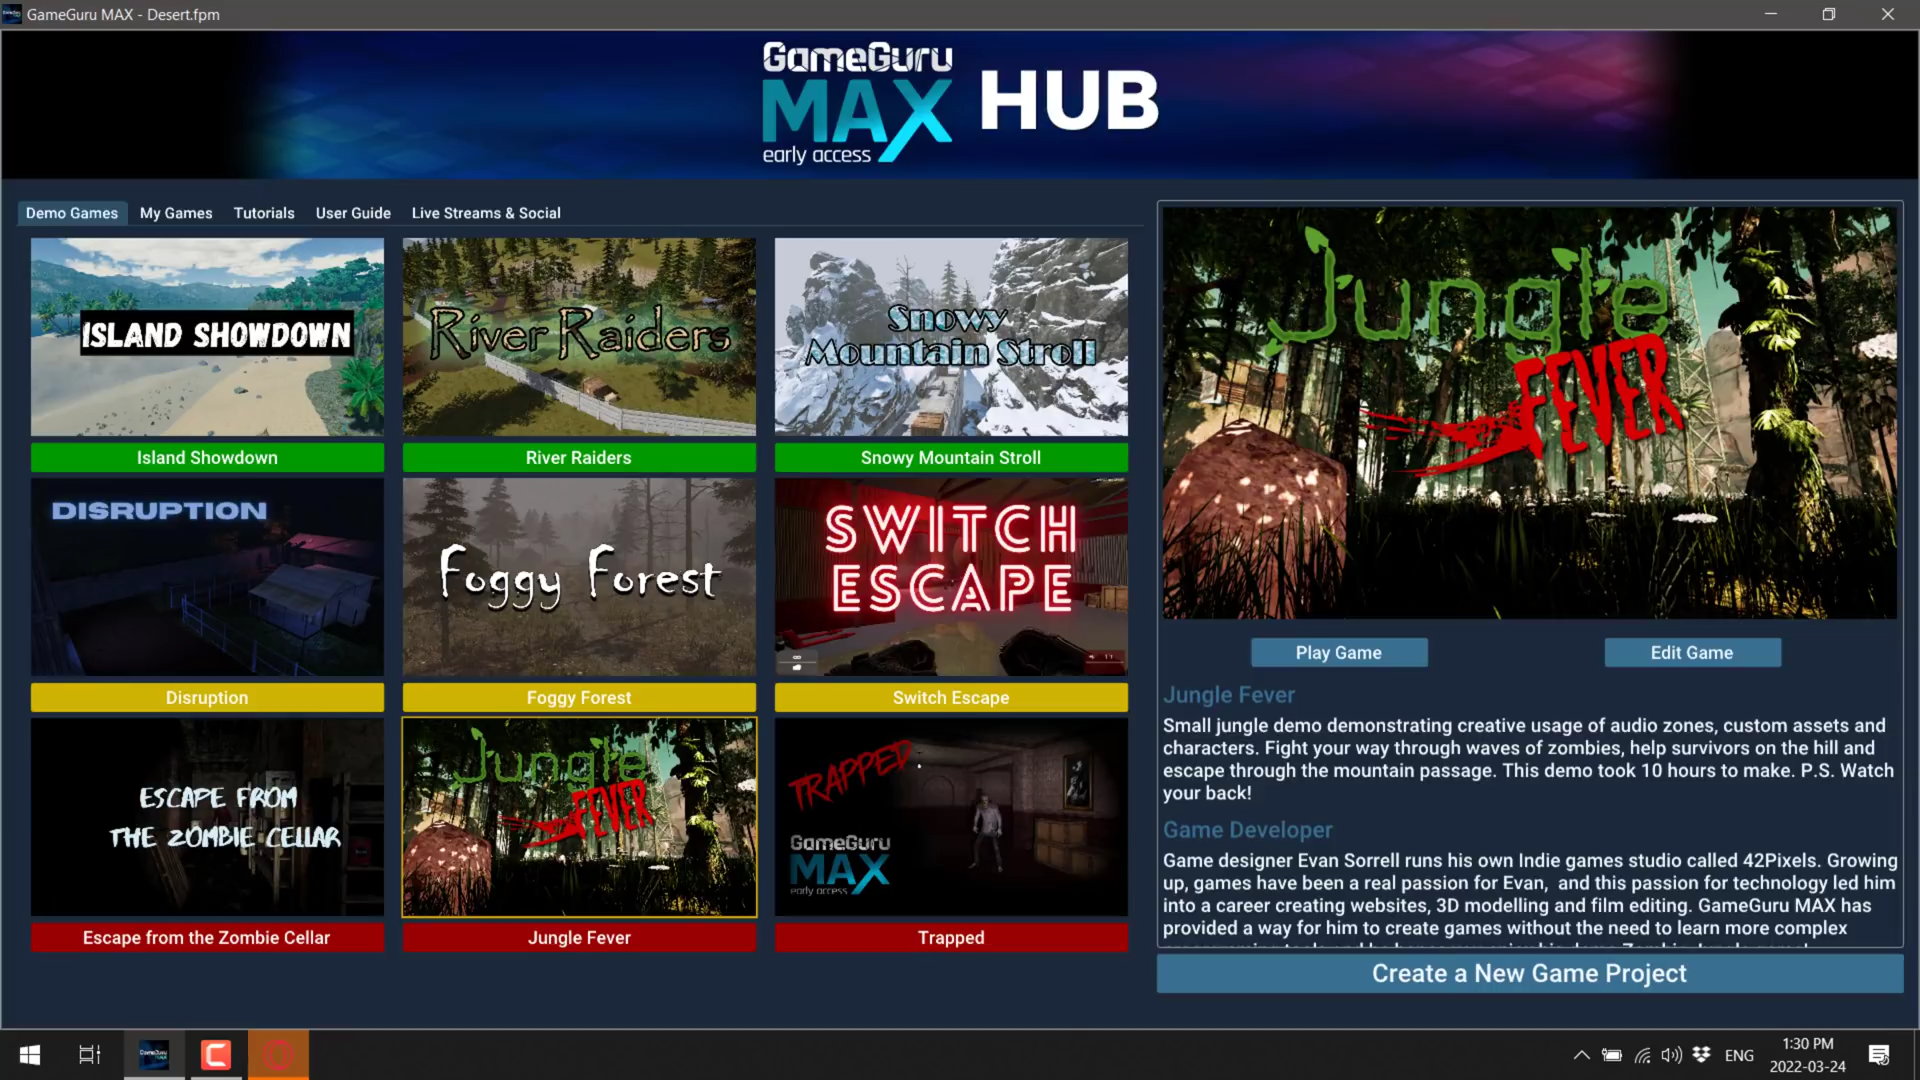 GameGuru MAX - Desert.fpm
GameGuru
MAX
early access
HUB
Demo Games
My Games
Tutorials
User Guide
Live Streams & Social
ISLAND SHOWDOWN
River Raiders
Snowy
Mountain Stroll
Island Showdown
River Raiders
Snowy Mountain Stroll
DISRUPTION
Foggy Forest
SWITCH
ESCAPE
Disruption
Foggy Forest
Switch Escape
ESCAPE FROM
THE ZOMBIE CELLAR
Jungle
FEVER
TRAPPED
GameGuru
MAX
early access
Escape from the Zombie Cellar
Jungle Fever
Trapped
Jungle
FEVER
Play Game
Edit Game
Jungle Fever
Small jungle demo demonstrating creative usage of audio zones, custom assets and
characters. Fight your way through waves of zombies, help survivors on the hill and
escape through the mountain passage. This demo took 10 hours to make. P.S. Watch
your back!
Game Developer
Game designer Evan Sorrell runs his own Indie games studio called 42Pixels. Growing
up, games have been a real passion for Evan, and this passion for technology led him
into a career creating websites, 3D modelling and film editing. GameGuru MAX has
provided a way for him to create games without the need to learn more complex
Create a New Game Project
GameGuru
MAX
ENG
1:30 PM
2022-03-24